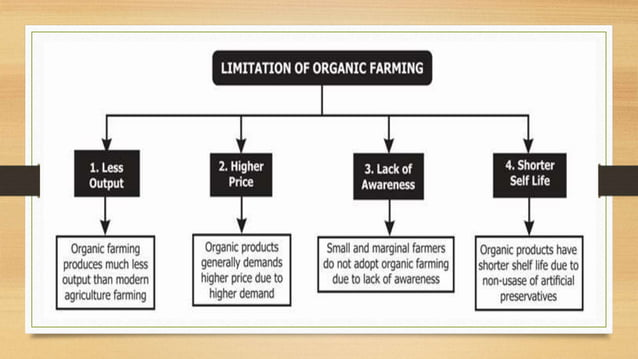 LIMITATION OF ORGANIC FARMING
1. Less
Output
2. Higher
Price
3. Lack of
Awareness
4. Shorter
Self Life
Organic farming
produces much less
output than modern
agriculture farming
Organic products
generally demands
higher price due to
higher demand
Small and marginal farmers
do not adopt organic farming
due to lack of awareness
Organic products have
shorter shelf life due to
non-usase of artificial
preservatives